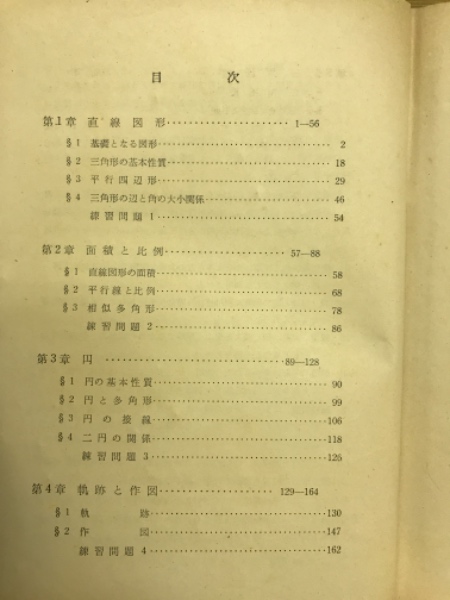 目 次
第1章 直線図形……………………1—56
§1 基礎となる図形……………………2
§2 三角形の基本性質……………………18
§3 平行四辺形……………………29
§4 三角形の辺と角の大小関係……………………46
練習問題1……………………54
第2章 面積と比例……………………57—88
§1 直線図形の面積……………………58
§2 平行線と比例……………………68
§3 相似多角形……………………78
練習問題2……………………86
第3章 円……………………89—128
§1 円の基本性質……………………90
§2 円と多角形……………………99
§3 円の接線……………………106
§4 二円の関係……………………118
練習問題3……………………125
第4章 軌跡と作図……………………129—164
§1 軌跡……………………130
§2 作図……………………147
練習問題4……………………162